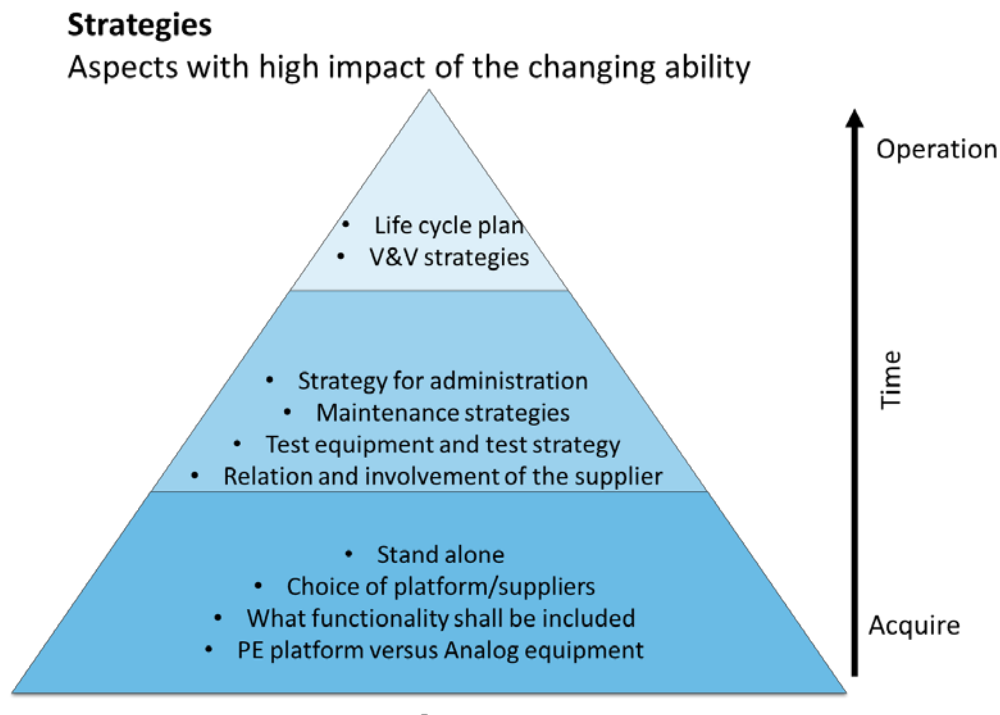 Strategies
Aspects with high impact of the changing ability
Operation
• Life cycle plan
• V&V strategies
Time
• Strategy for administration
• Maintenance strategies
• Test equipment and test strategy
• Relation and involvement of the supplier
• Stand alone
• Choice of platform/suppliers
• What functionality shall be included
• PE platform versus Analog equipment
Acquire